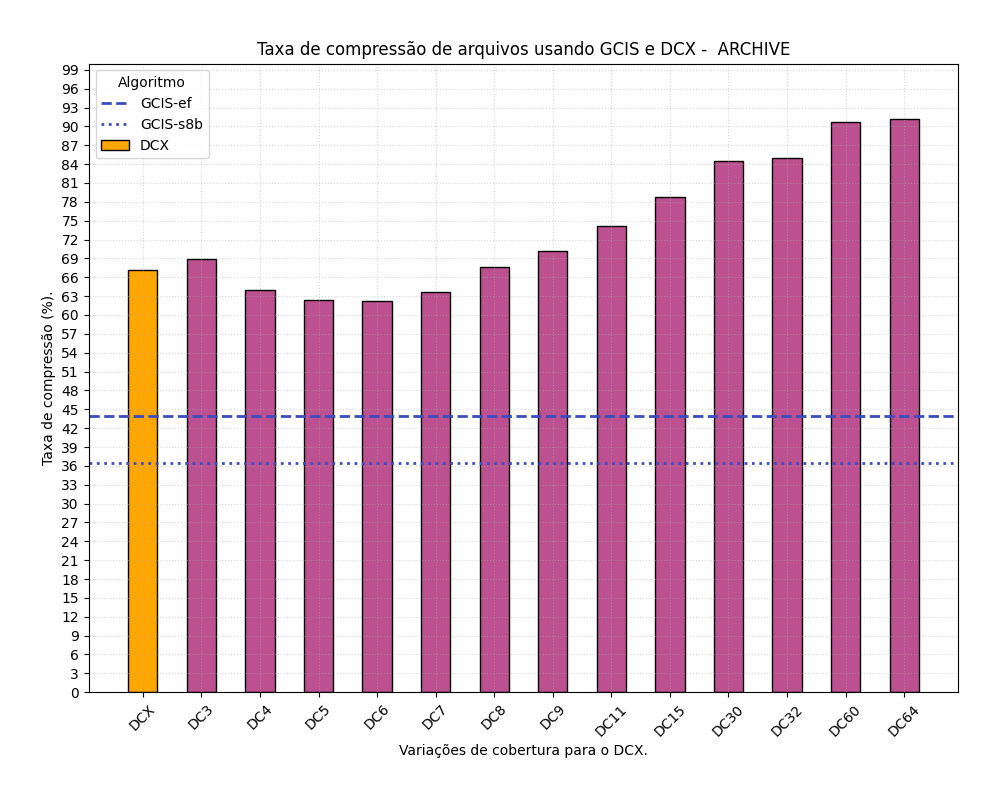 Taxa de compressão de arquivos usando GCIS e DCX -  ARCHIVE
Algoritmo
GCIS-ef
GCIS-s8b
DCX
Taxa de compressão (%).
99
96
93
90
87
84
81
78
75
72
69
66
63
60
57
54
51
48
45
42
39
36
33
30
27
24
21
18
15
12
9
6
3
0
DCX
DC3
DC4
DC5
DC6
DC7
DC8
DC9
DC11
DC15
DC30
DC32
DC60
DC64
Variações de cobertura para o DCX.